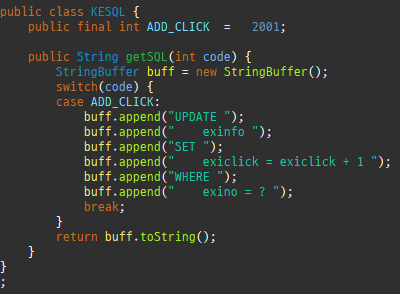 public class KESQL {
    public final int ADD_CLICK  =   2001;

    public String getSQL(int code) {
        StringBuffer buff = new StringBuffer();
        switch(code) {
        case ADD_CLICK:
            buff.append("UPDATE ");
            buff.append("    exinfo ");
            buff.append("SET ");
            buff.append("    exiclick = exiclick + 1 ");
            buff.append("WHERE ");
            buff.append("    exino = ? ");
            break;
        }
        return buff.toString();
    }
}
;